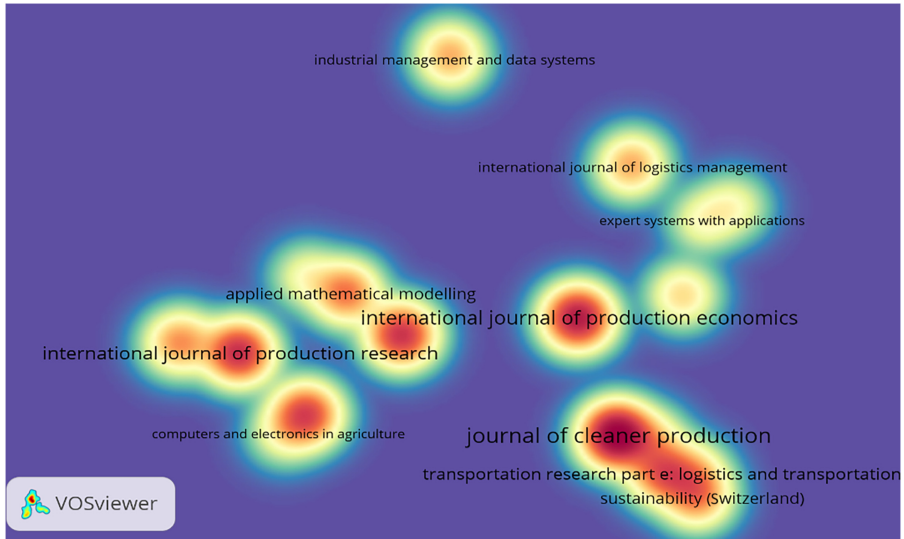 industrial management and data systems
international journal of logistics management
expert systems with applications
applied mathematical modelling
international journal of production economics
international journal of production research
computers and electronics in agriculture
journal of cleaner production
transportation research part e: logistics and transportation
sustainability (Switzerland)
VOSviewer